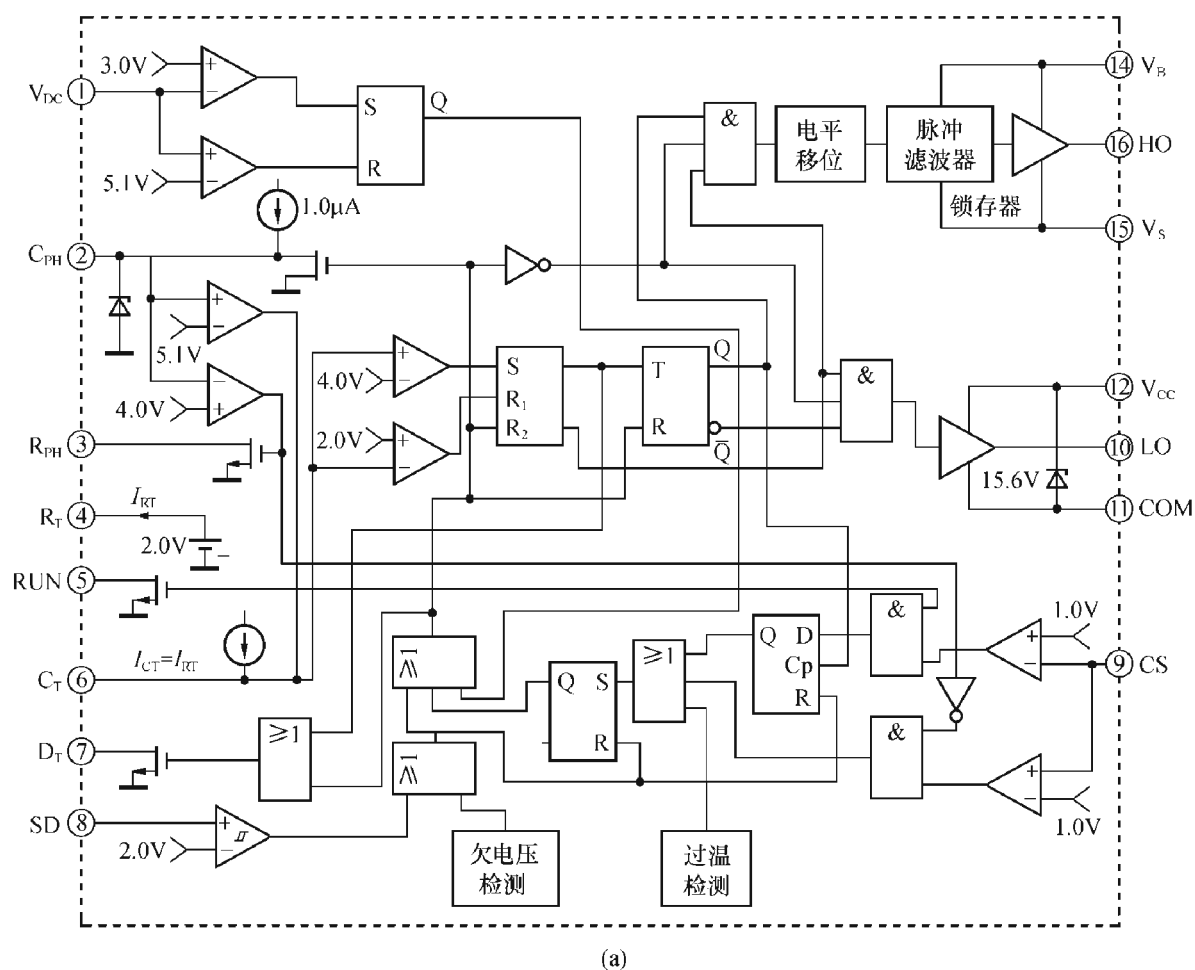 3.0V
+
−
V_DC ①
S
Q
R
+
−
5.1V
1.0μA
C_PH ②
+
−
5.1V
−
+
4.0V
R_PH ③
I_RT
R_T ④
2.0V
−
RUN ⑤
I_CT=I_RT
C_T ⑥
D_T ⑦
≥1
SD ⑧
+
−
2.0V
4.0V
+
−
2.0V
+
−
S
R₁
R₂
T
R
Q
Q̅
&
电平
移位
脉冲
滤波器
锁存器
⑭ V_B
⑯ HO
⑮ V_S
&
⑫ V_CC
⑩ LO
15.6V
⑪ COM
≥1
≥1
Q
S
R
≥1
Q
D
Cp
R
&
&
1.0V
+
−
⑨ CS
+
−
1.0V
欠电压
检测
过温
检测
(a)